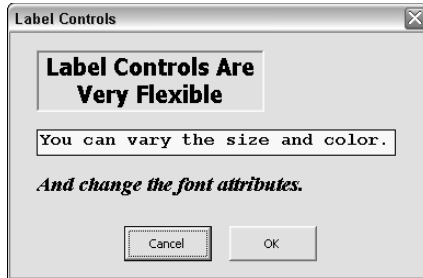 Label Controls
Label Controls Are
Very Flexible
You can vary the size and color.
And change the font attributes.
Cancel
OK